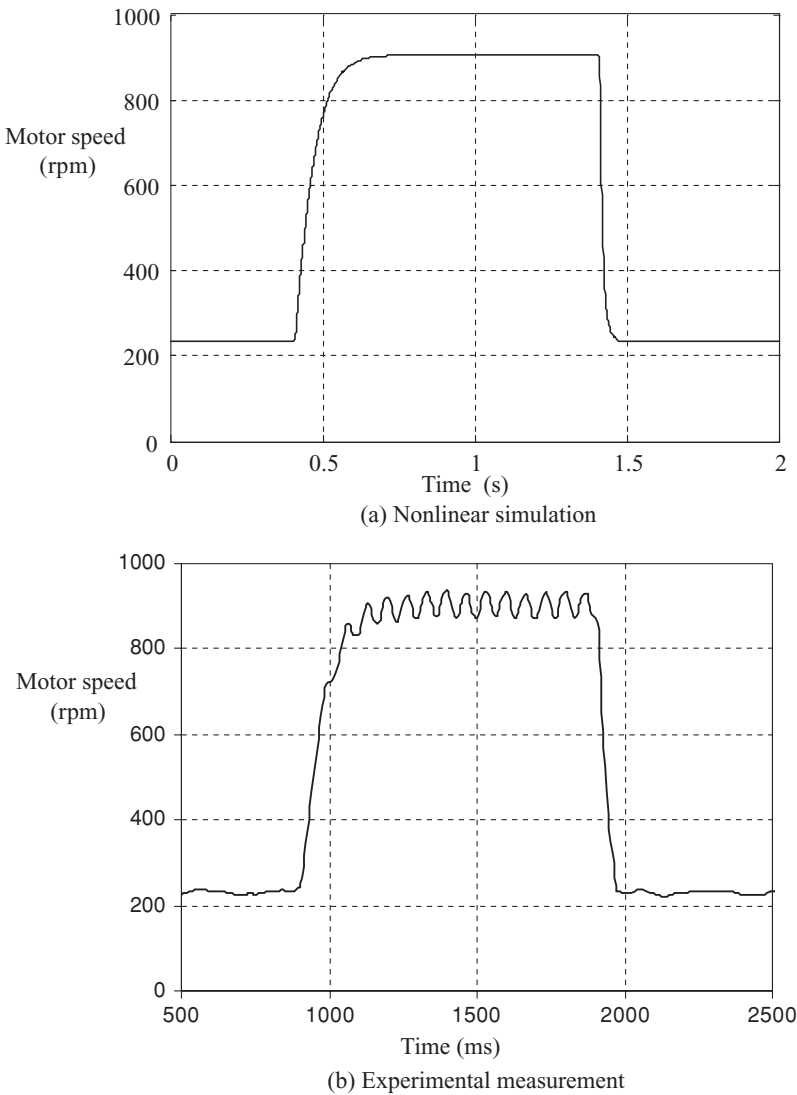 1000
800
Motor speed
(rpm)
600
400
200
0
0 0.5 1 1.5 2
Time (s)
(a) Nonlinear simulation
1000
800
Motor speed
(rpm)
600
400
200
0
500 1000 1500 2000 2500
Time (ms)
(b) Experimental measurement